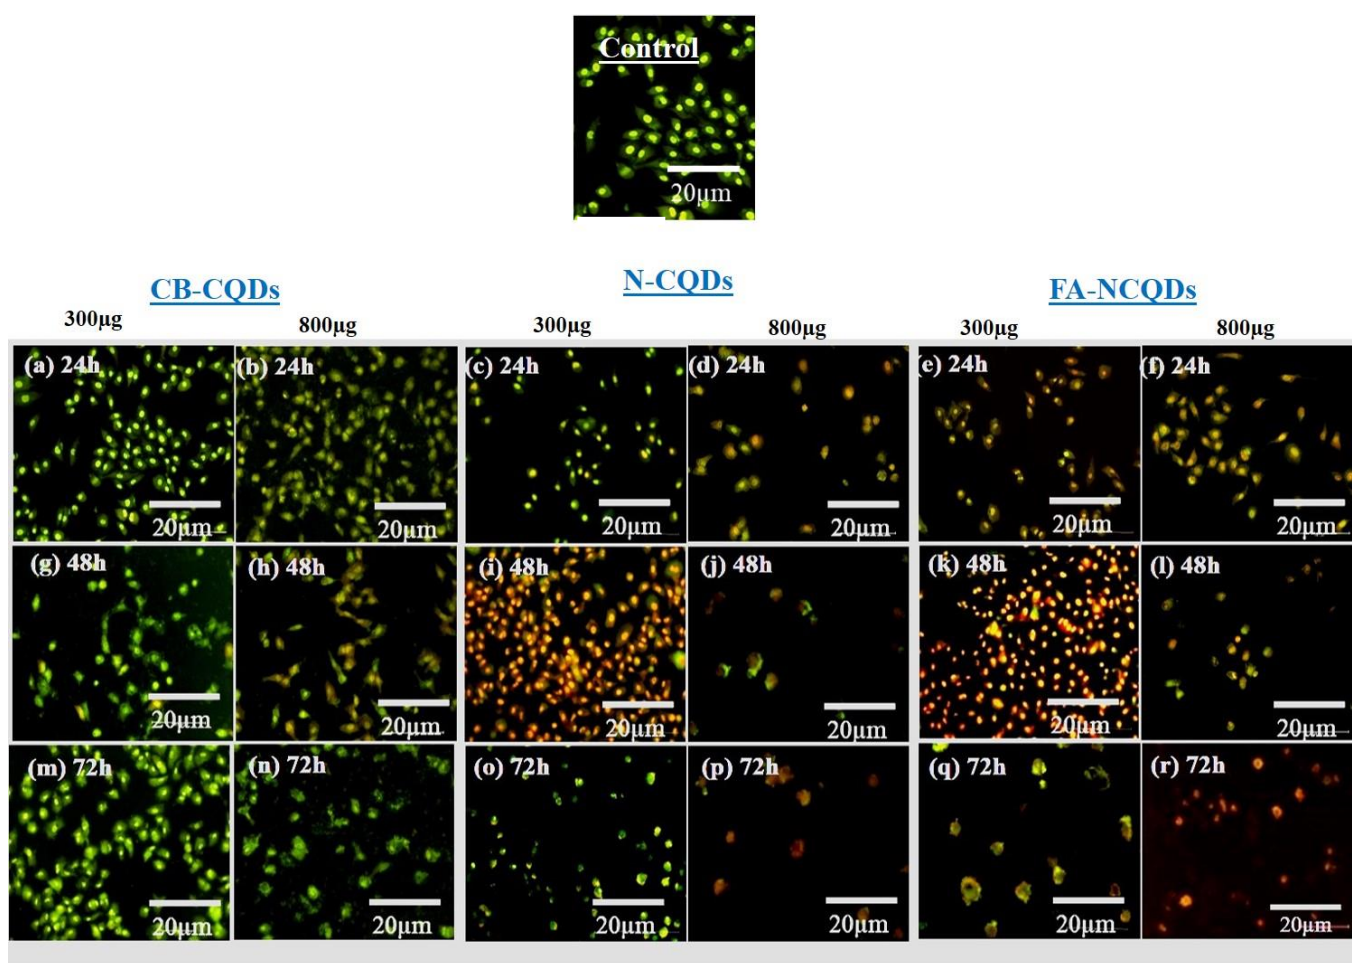 Control
20µm
CB-CQDs N-CQDs FA-NCQDs
300µg 800µg 300µg 800µg 300µg 800µg
(a) 24h (b) 24h (c) 24h (d) 24h (e) 24h (f) 24h
20µm 20µm 20µm 20µm 20µm 20µm
(g) 48h (h) 48h (i) 48h (j) 48h (k) 48h (l) 48h
20µm 20µm 20µm 20µm 20µm 20µm
(m) 72h (n) 72h (o) 72h (p) 72h (q) 72h (r) 72h
20µm 20µm 20µm 20µm 20µm 20µm